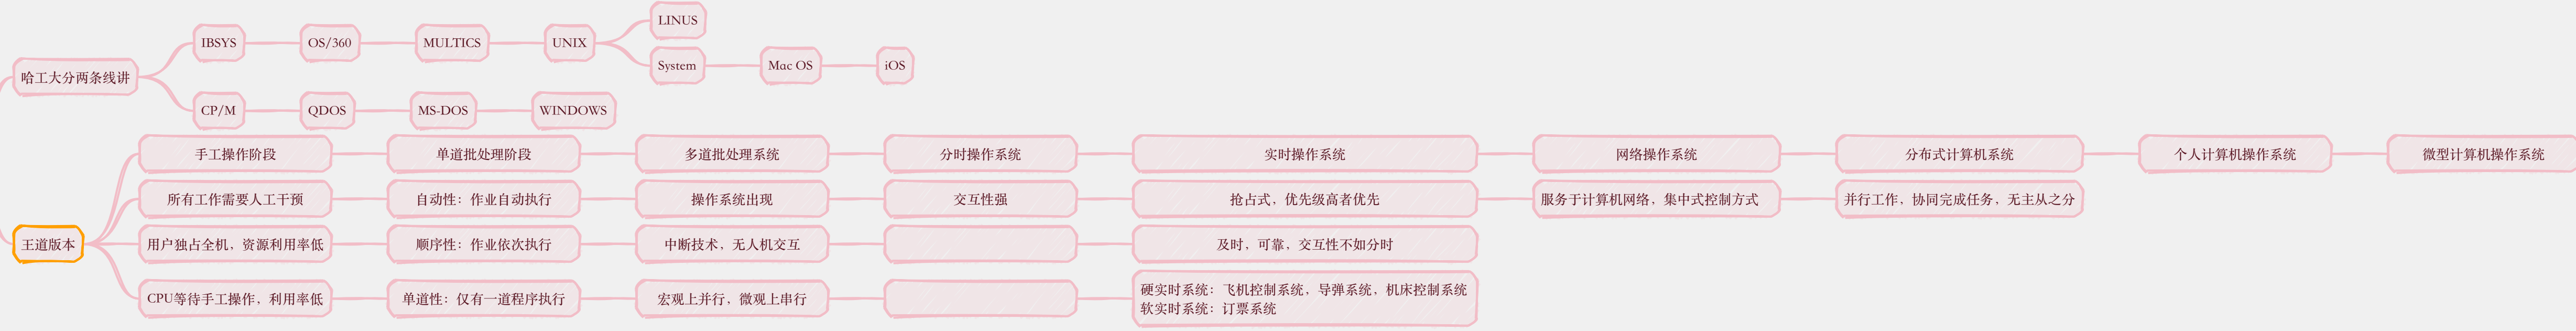 哈工大分两条线讲
IBSYS
OS/360
MULTICS
UNIX
LINUS
System
Mac OS
iOS
CP/M
QDOS
MS-DOS
WINDOWS
王道版本
手工操作阶段
单道批处理阶段
多道批处理系统
分时操作系统
实时操作系统
网络操作系统
分布式计算机系统
个人计算机操作系统
微型计算机操作系统
所有工作需要人工干预
自动性：作业自动执行
操作系统出现
交互性强
抢占式，优先级高者优先
服务于计算机网络，集中式控制方式
并行工作，协同完成任务，无主从之分
用户独占全机，资源利用率低
顺序性：作业依次执行
中断技术，无人机交互
及时，可靠，交互性不如分时
CPU等待手工操作，利用率低
单道性：仅有一道程序执行
宏观上并行，微观上串行
硬实时系统：飞机控制系统，导弹系统，机床控制系统
软实时系统：订票系统